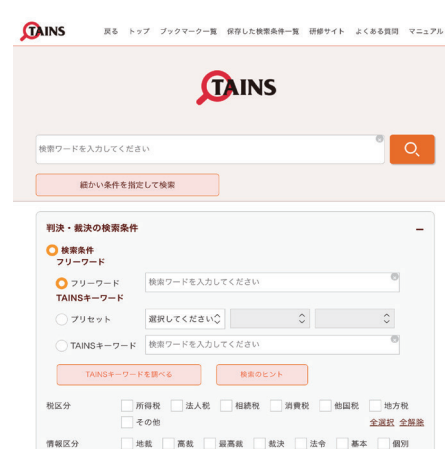 TAINS 戻る トップ ブックマーク一覧 保存した検索条件一覧 研修サイト よくある質問 マニュアル
TAINS
検索ワードを入力してください
細かい条件を指定して検索
判決・裁決の検索条件
検索条件
フリーワード
フリーワード 検索ワードを入力してください
TAINSキーワード
プリセット 選択してください
TAINSキーワード 検索ワードを入力してください
TAINSキーワードを調べる 検索のヒント
税区分 所得税 法人税 相続税 消費税 他国税 地方税
その他 全選択 全解除
情報区分 地裁 高裁 最高裁 裁決 法令 基本 個別